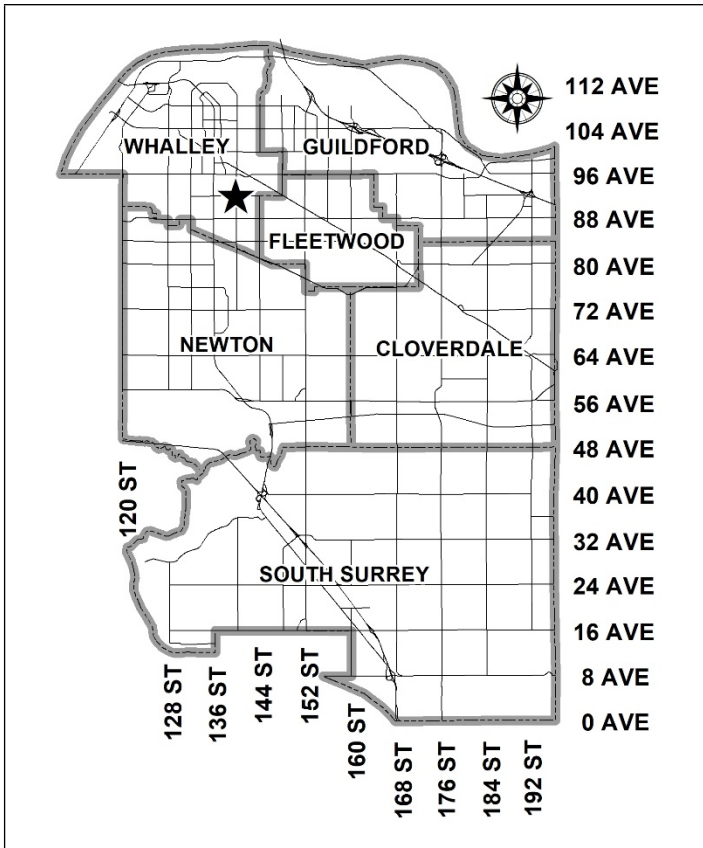 112 AVE
104 AVE
WHALLEY
GUILDFORD
96 AVE
88 AVE
FLEETWOOD
80 AVE
72 AVE
NEWTON
CLOVERDALE
64 AVE
56 AVE
48 AVE
120 ST
40 AVE
32 AVE
SOUTH SURREY
24 AVE
16 AVE
8 AVE
0 AVE
128 ST
136 ST
144 ST
152 ST
160 ST
168 ST
176 ST
184 ST
192 ST